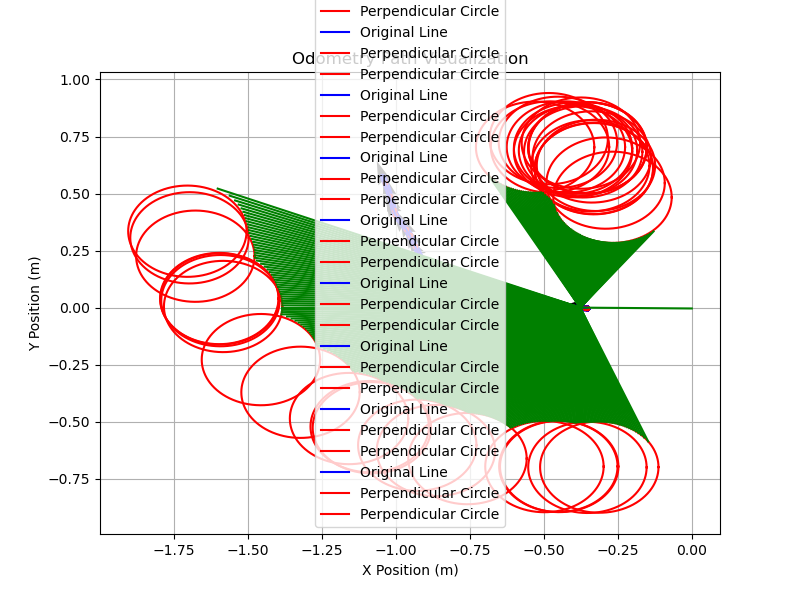 Perpendicular Circle
Original Line
Perpendicular Circle
Odometry Path Visualization
Perpendicular Circle
Original Line
Perpendicular Circle
Perpendicular Circle
Original Line
Perpendicular Circle
Perpendicular Circle
Original Line
Perpendicular Circle
Perpendicular Circle
Original Line
Perpendicular Circle
Perpendicular Circle
Original Line
Perpendicular Circle
Perpendicular Circle
Original Line
Perpendicular Circle
Perpendicular Circle
Original Line
Perpendicular Circle
Perpendicular Circle
1.00
0.75
0.50
0.25
0.00
−0.25
−0.50
−0.75
Y Position (m)
−1.75
−1.50
−1.25
−1.00
−0.75
−0.50
−0.25
0.00
X Position (m)